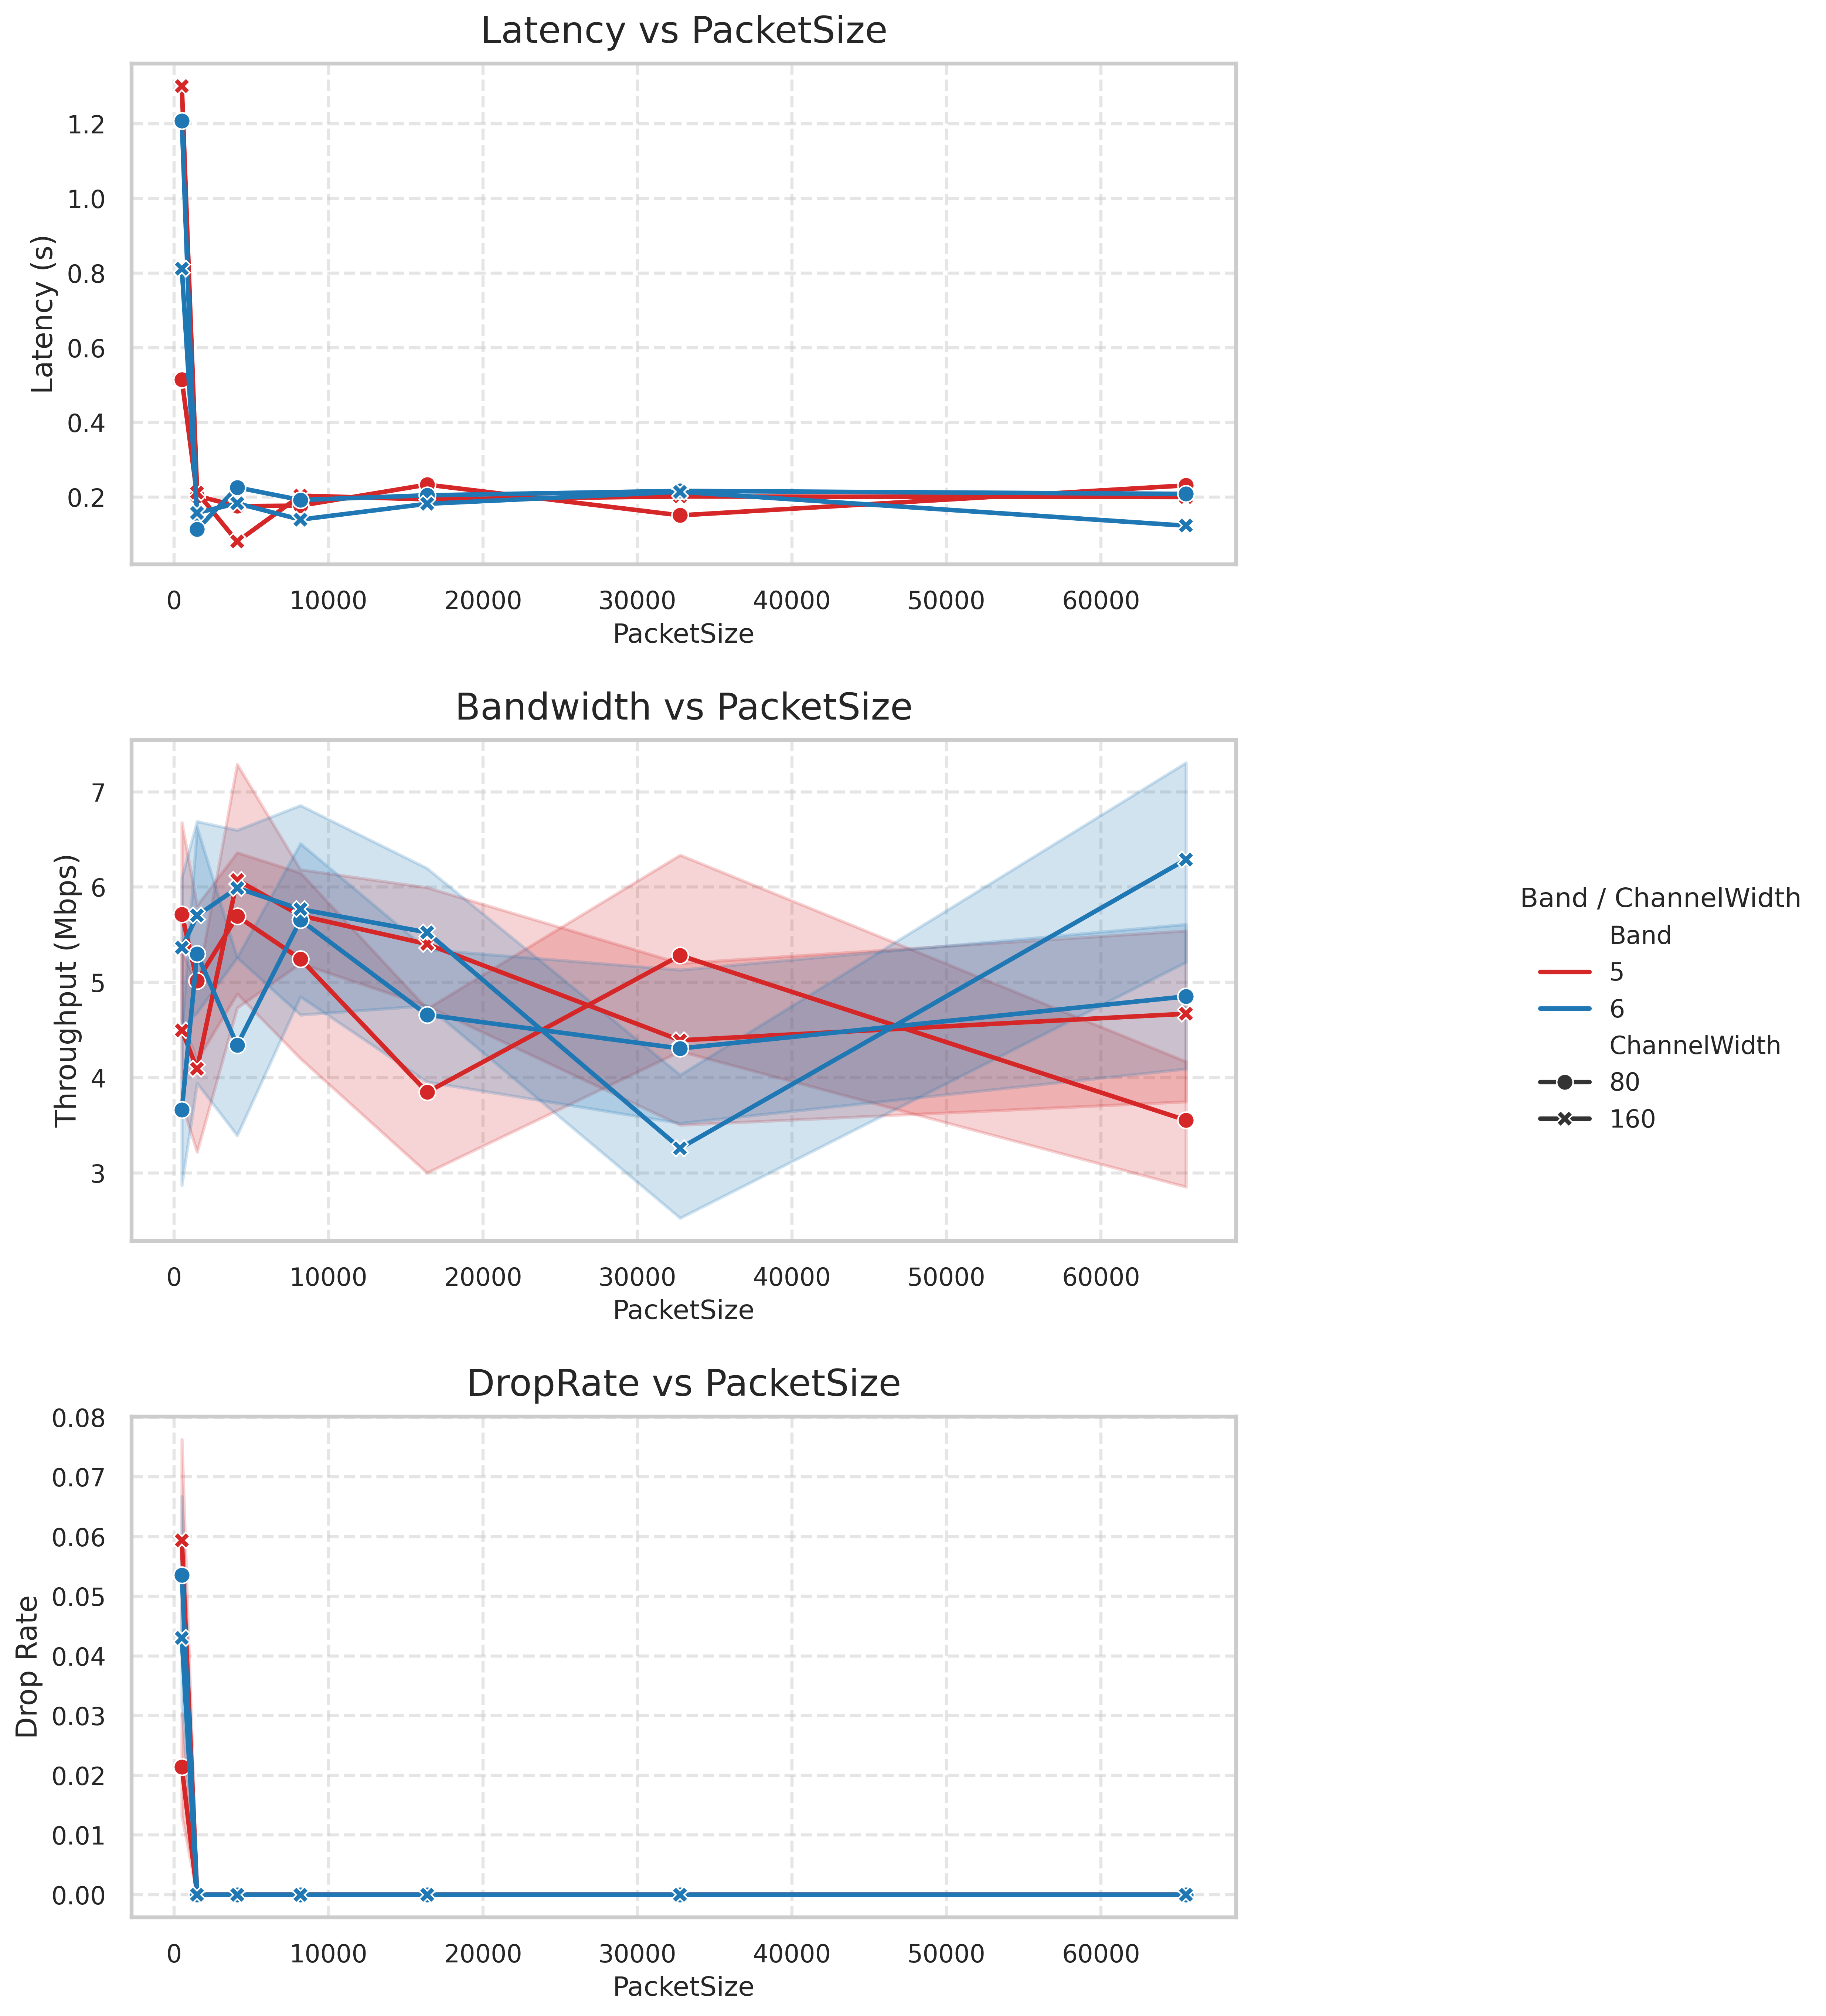 Latency vs PacketSize
Latency (s)
1.2
1.0
0.8
0.6
0.4
0.2
0 10000 20000 30000 40000 50000 60000
PacketSize
Bandwidth vs PacketSize
Throughput (Mbps)
7
6
5
4
3
0 10000 20000 30000 40000 50000 60000
PacketSize
Band / ChannelWidth
Band
5
6
ChannelWidth
80
160
DropRate vs PacketSize
Drop Rate
0.08
0.07
0.06
0.05
0.04
0.03
0.02
0.01
0.00
0 10000 20000 30000 40000 50000 60000
PacketSize